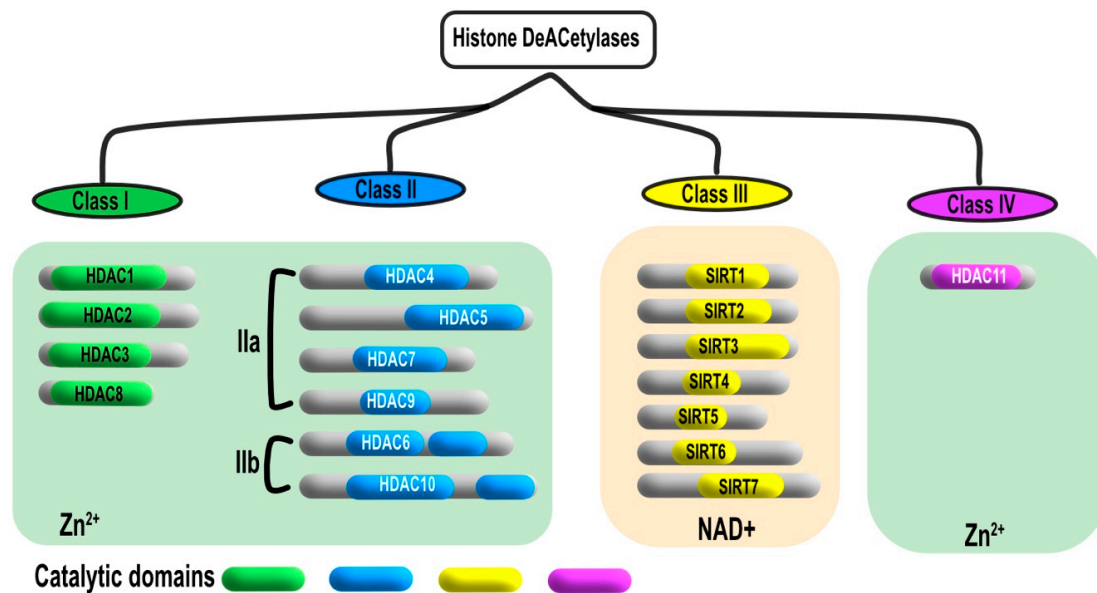 Histone DeACetylases
Class I
Class II
Class III
Class IV
HDAC1
HDAC2
HDAC3
HDAC8
Zn²⁺
IIa
HDAC4
HDAC5
HDAC7
HDAC9
IIb
HDAC6
HDAC10
SIRT1
SIRT2
SIRT3
SIRT4
SIRT5
SIRT6
SIRT7
NAD+
HDAC11
Zn²⁺
Catalytic domains